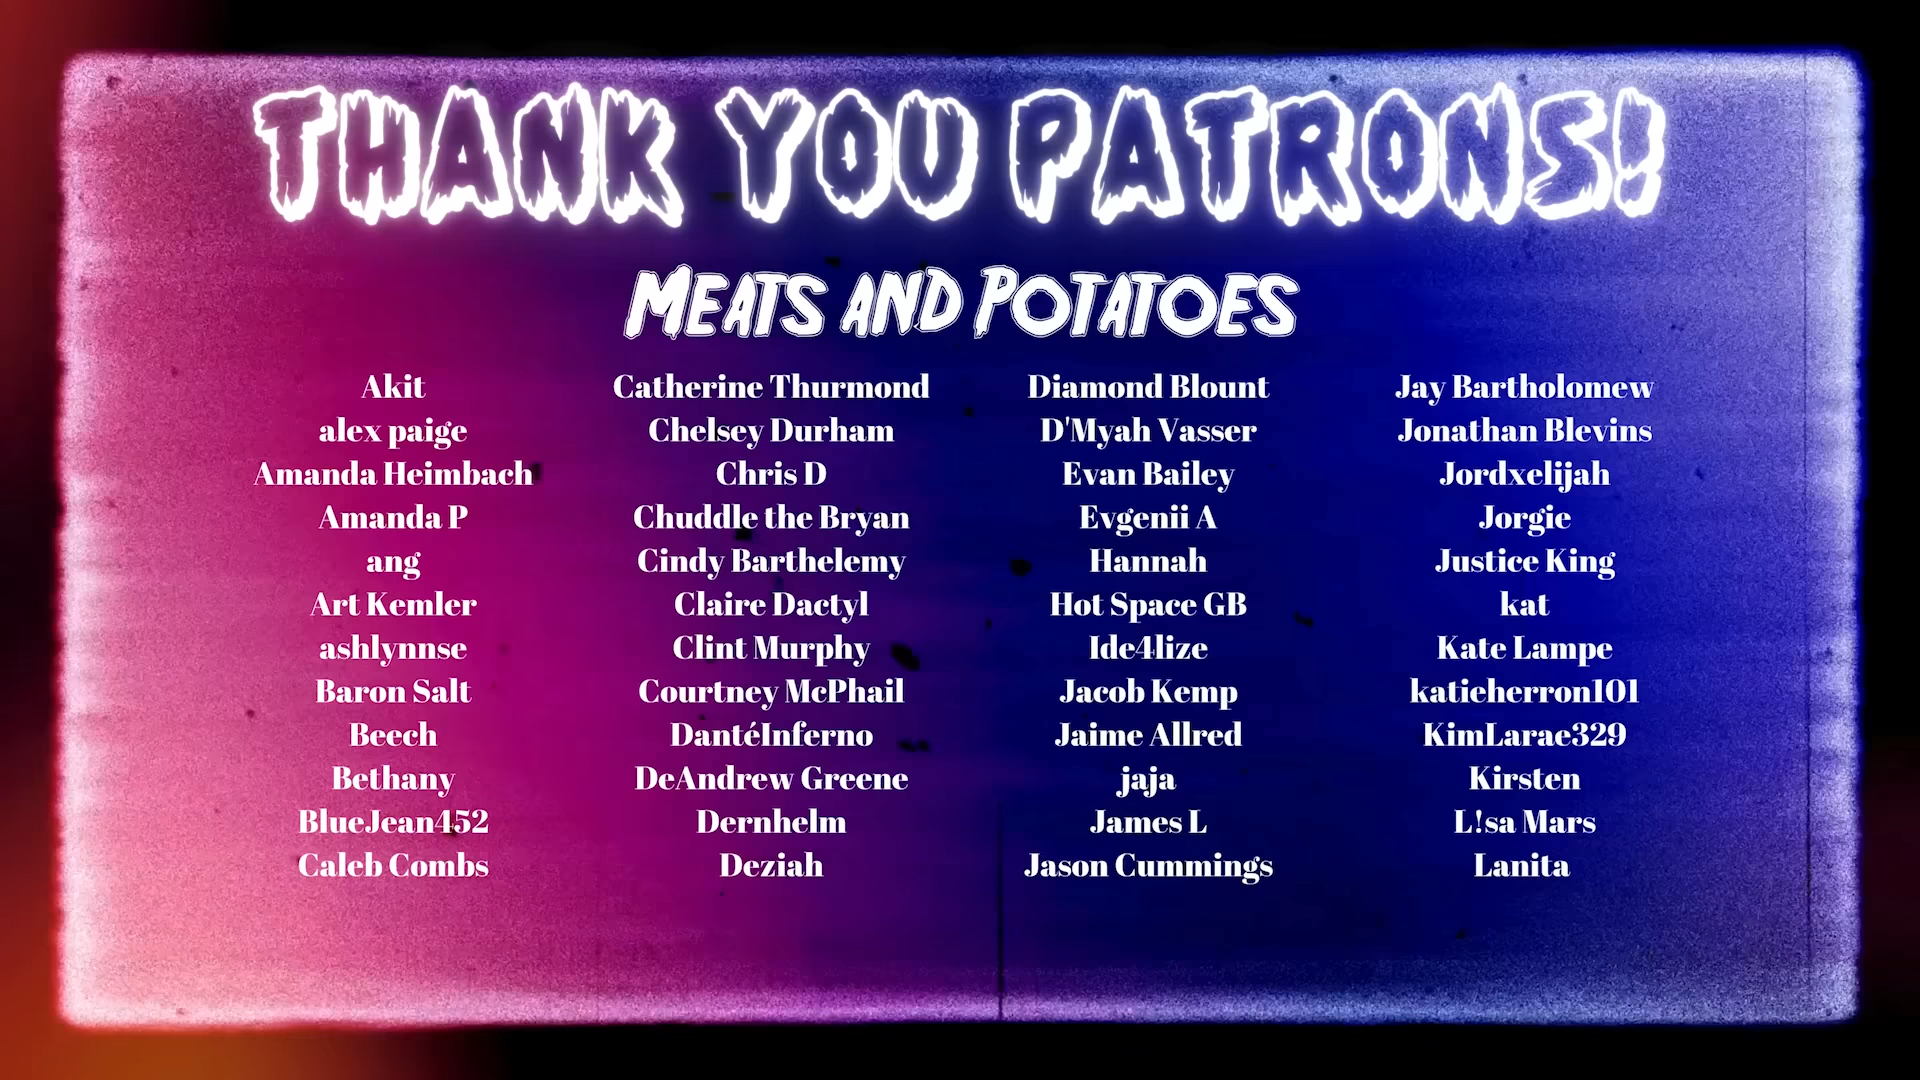 THANK YOU PATRONS!
MEATS AND POTATOES
Akit
alex paige
Amanda Heimbach
Amanda P
ang
Art Kemler
ashlynnse
Baron Salt
Beech
Bethany
BlueJean452
Caleb Combs
Catherine Thurmond
Chelsey Durham
Chris D
Chuddle the Bryan
Cindy Barthelemy
Claire Dactyl
Clint Murphy
Courtney McPhail
DantéInferno
DeAndrew Greene
Dernhelm
Deziah
Diamond Blount
D'Myah Vasser
Evan Bailey
Evgenii A
Hannah
Hot Space GB
Ide4lize
Jacob Kemp
Jaime Allred
jaja
James L
Jason Cummings
Jay Bartholomew
Jonathan Blevins
Jordxelijah
Jorgie
Justice King
kat
Kate Lampe
katieherron101
KimLarae329
Kirsten
L!sa Mars
Lanita